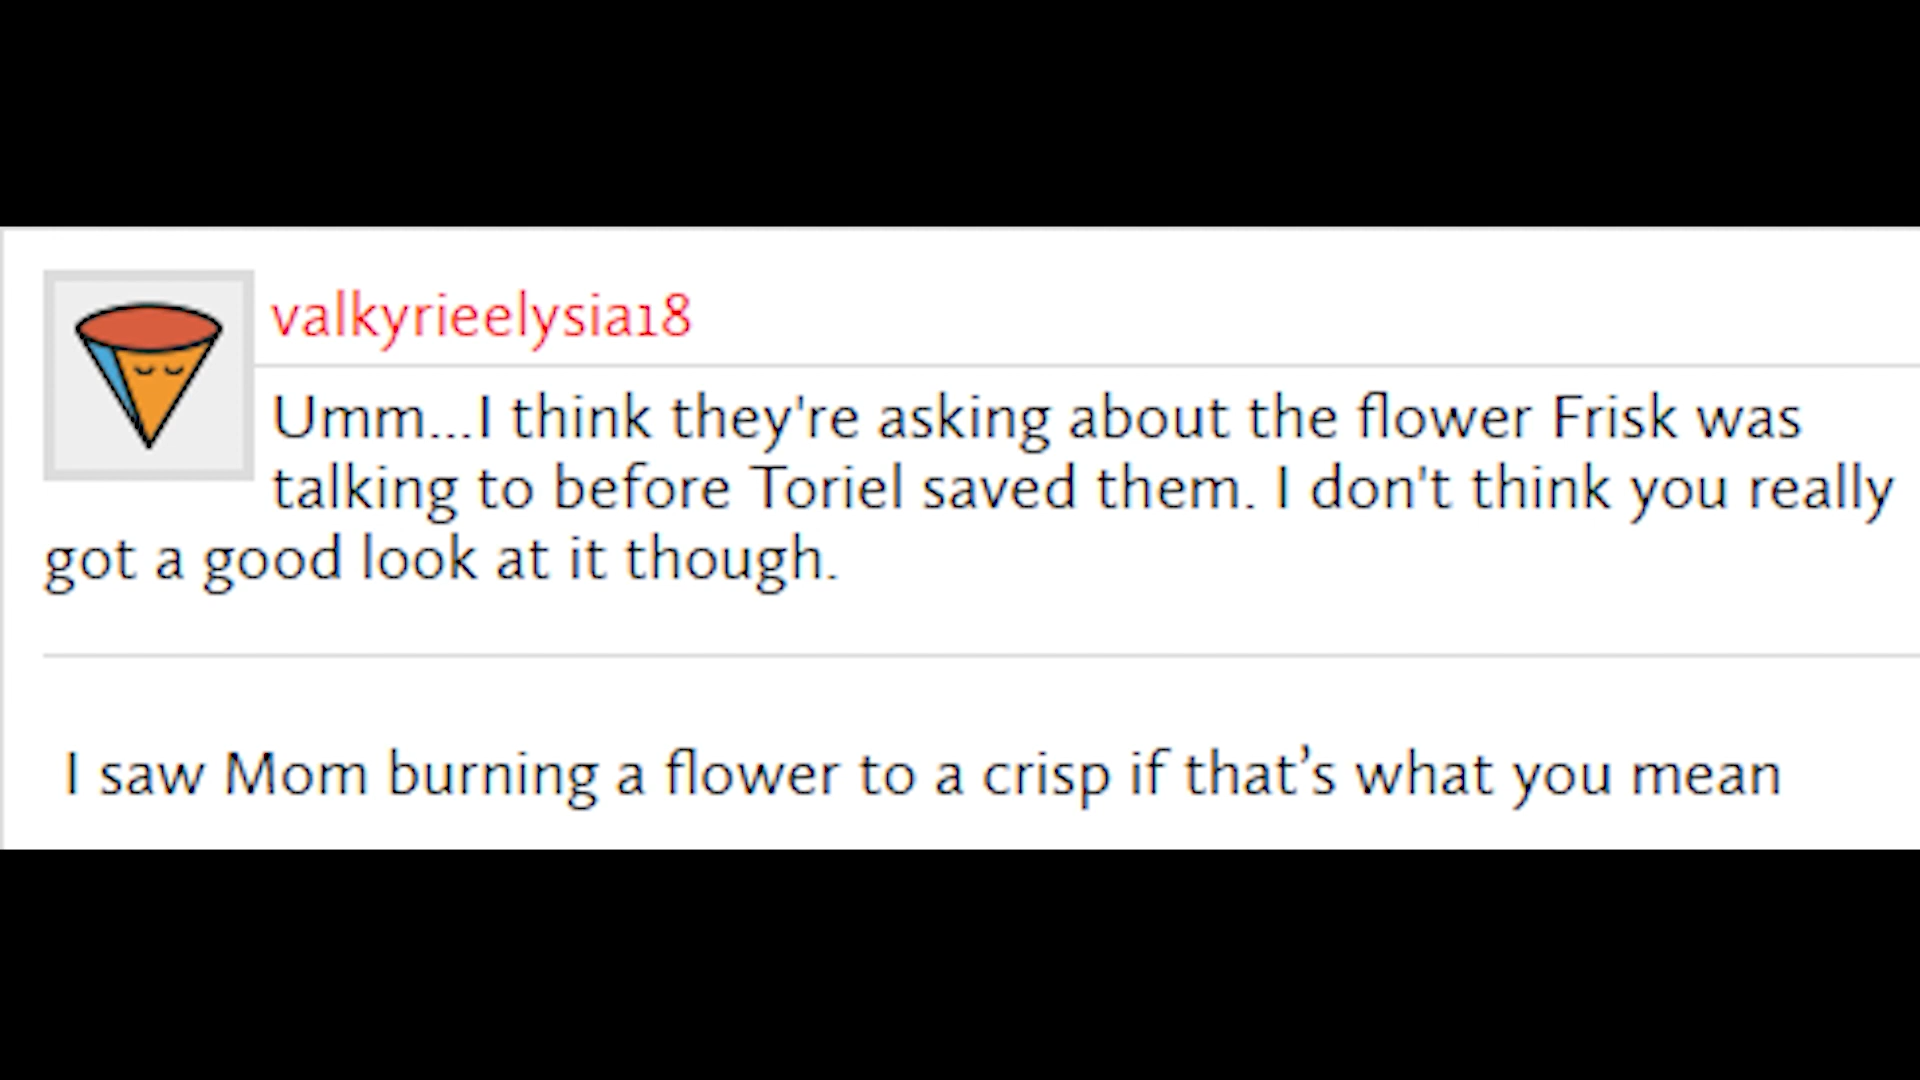 valkyrieelysia18
Umm...I think they're asking about the flower Frisk was
talking to before Toriel saved them. I don't think you really
got a good look at it though.
I saw Mom burning a flower to a crisp if that’s what you mean